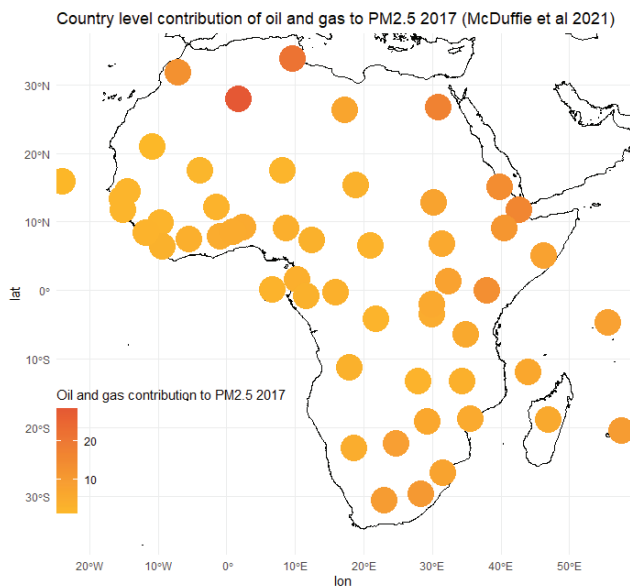 Country level contribution of oil and gas to PM2.5 2017 (McDuffie et al 2021)
30°N
20°N
10°N
0°
10°S
20°S
30°S
lat
Oil and gas contribution to PM2.5 2017
20
10
20°W
10°W
0°
10°E
20°E
30°E
40°E
50°E
lon